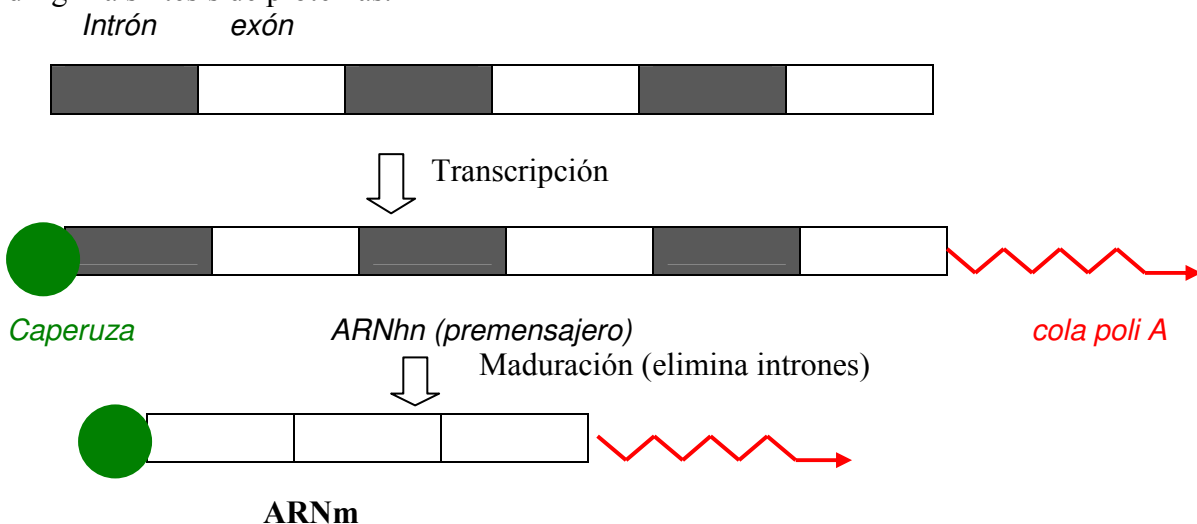 Intrón exón
Transcripción
Caperuza ARNhn (premensajero) cola poli A
Maduración (elimina intrones)
ARNm